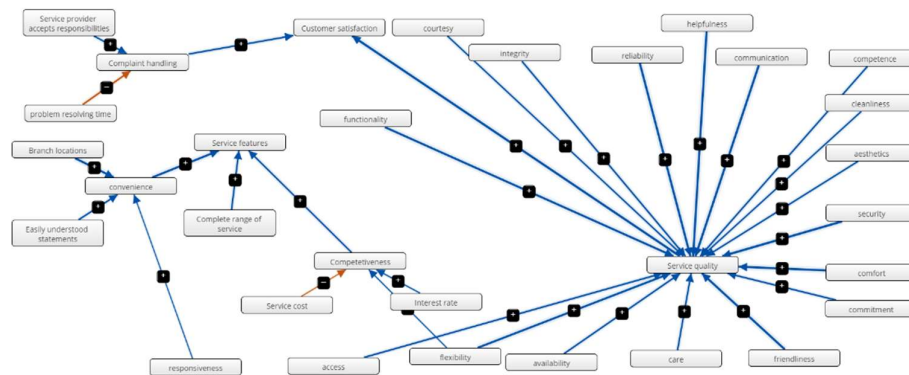 Service provider
accepts responsibilities
Complaint handling
problem resolving time
Customer satisfaction
courtesy
integrity
helpfulness
reliability
communication
competence
cleanliness
aesthetics
security
comfort
commitment
functionality
Service quality
Branch locations
convenience
Easily understood
statements
Service features
Complete range of
service
Competetiveness
Service cost
Interest rate
responsiveness
access
flexibility
availability
care
friendliness